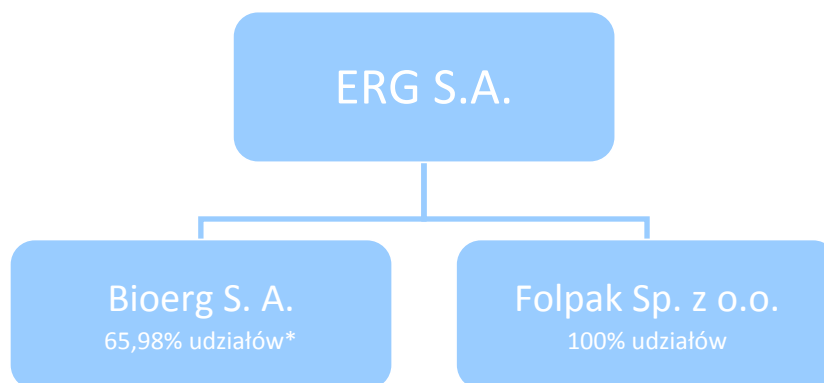 ERG S.A.
Bioerg S. A.
65,98% udziałów*
Folpak Sp. z o.o.
100% udziałów